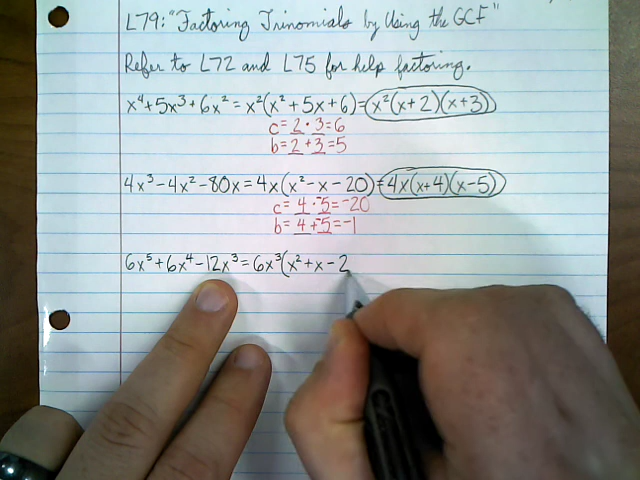 L79: "Factoring Trinomials by Using the GCF"
Refer to L72 and L75 for help factoring.
x⁴+5x³+6x² = x²(x²+5x+6) = x²(x+2)(x+3)
c = 2 · 3 = 6
b = 2 + 3 = 5
4x³-4x²-80x = 4x(x²-x-20) = 4x(x+4)(x-5)
c = 4 · -5 = -20
b = 4 + -5 = -1
6x⁵+6x⁴-12x³ = 6x³(x²+x-2